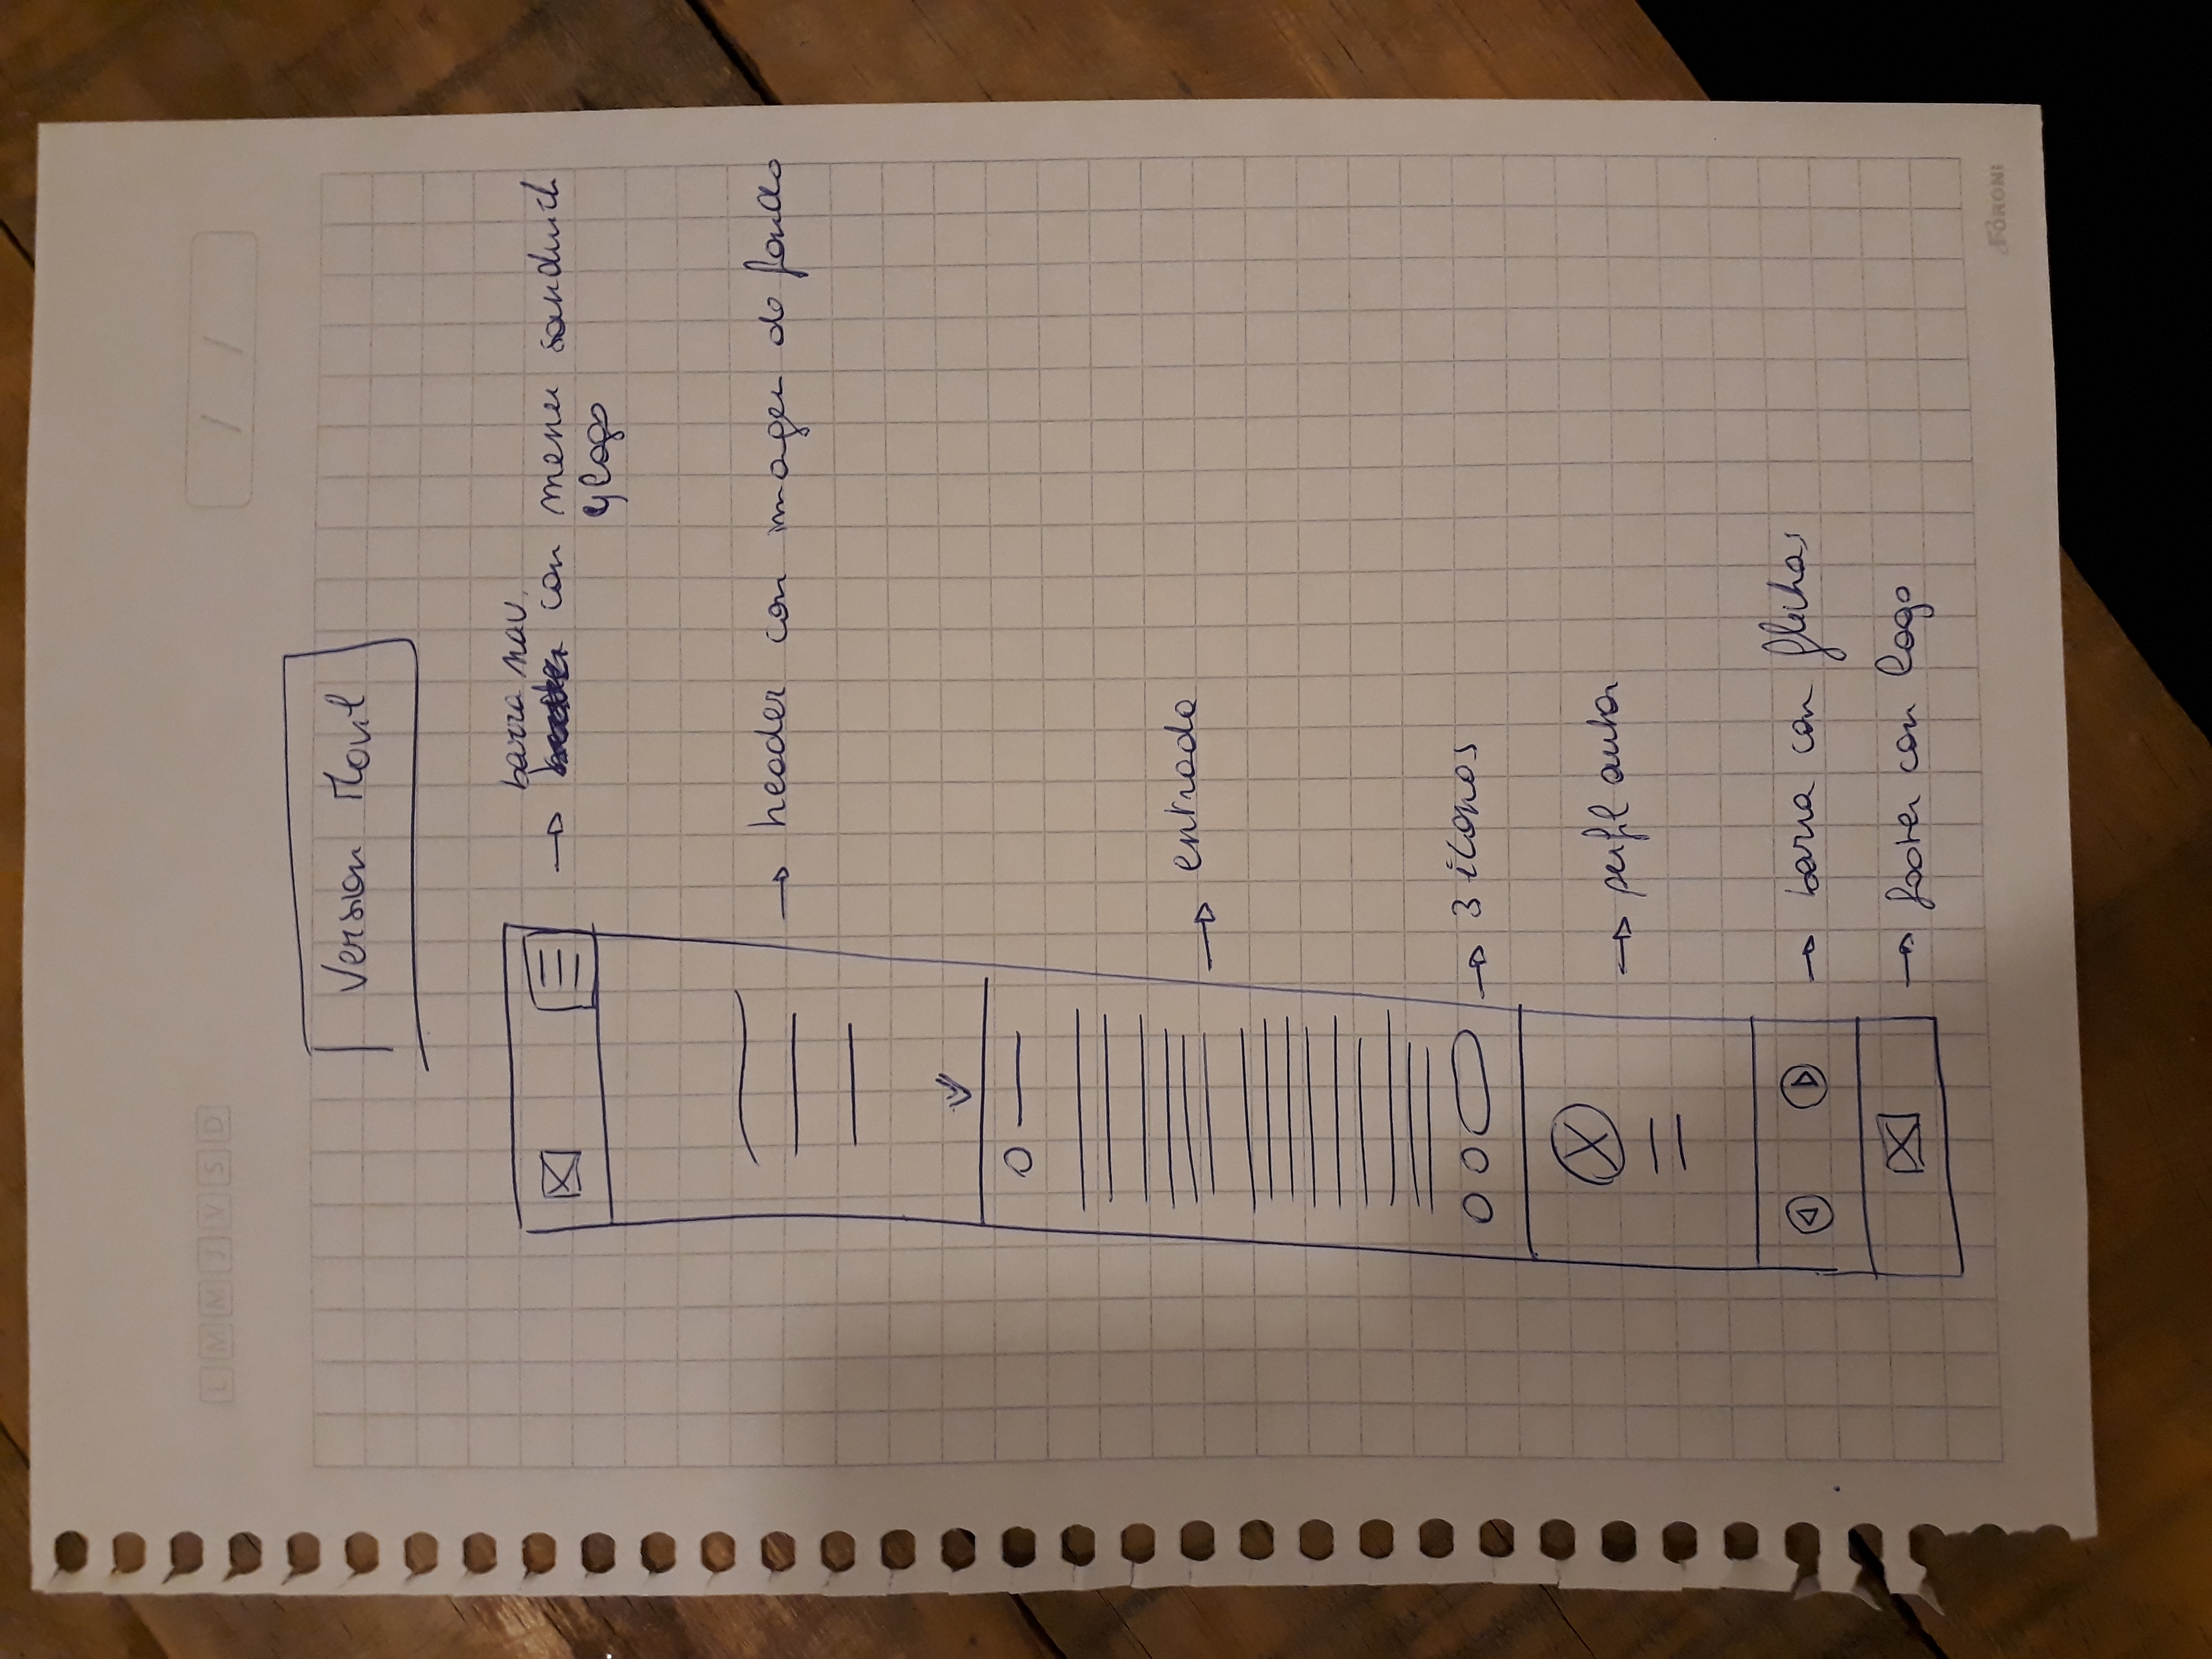 L M M J V S D
/ /
Version Movil
barra nav.
con menu sandwich
y logo
header con imagen de fondo
entrada
3 iconos
perfil autor
barra con flechas
footer con logo
FORONI